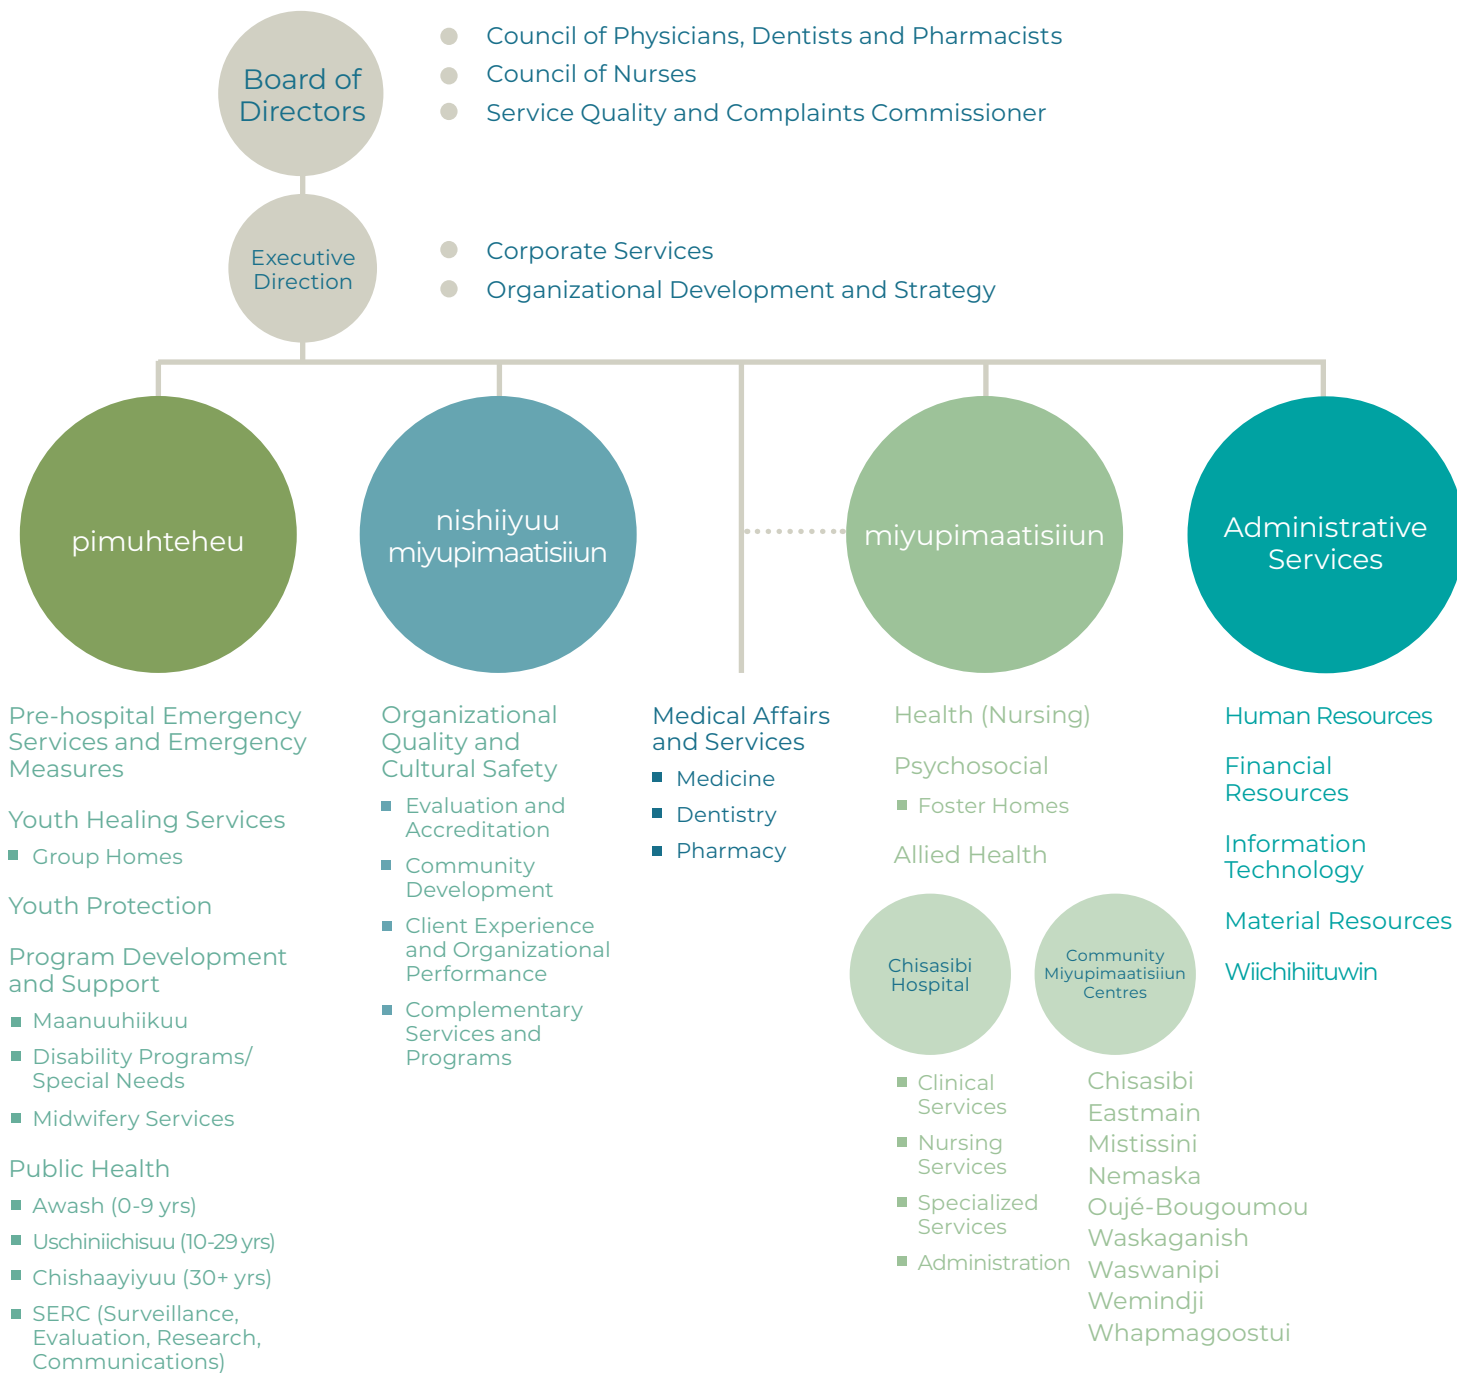 Board of
Directors
Council of Physicians, Dentists and Pharmacists
Council of Nurses
Service Quality and Complaints Commissioner
Executive
Direction
Corporate Services
Organizational Development and Strategy
pimuhteheu
nishiiyuu
miyupimaatisiiun
miyupimaatisiiun
Administrative
Services
Pre-hospital Emergency
Services and Emergency
Measures
Youth Healing Services
Group Homes
Youth Protection
Program Development
and Support
Maanuuhiikuu
Disability Programs/
Special Needs
Midwifery Services
Public Health
Awash (0-9 yrs)
Uschiniichisuu (10-29 yrs)
Chishaayiyuu (30+ yrs)
SERC (Surveillance,
Evaluation, Research,
Communications)
Organizational
Quality and
Cultural Safety
Evaluation and
Accreditation
Community
Development
Client Experience
and Organizational
Performance
Complementary
Services and
Programs
Medical Affairs
and Services
Medicine
Dentistry
Pharmacy
Health (Nursing)
Psychosocial
Foster Homes
Allied Health
Chisasibi
Hospital
Clinical
Services
Nursing
Services
Specialized
Services
Administration
Community
Miyupimaatisiiun
Centres
Chisasibi
Eastmain
Mistissini
Nemaska
Oujé-Bougoumou
Waskaganish
Waswanipi
Wemindji
Whapmagoostui
Human Resources
Financial
Resources
Information
Technology
Material Resources
Wiichihiituwin